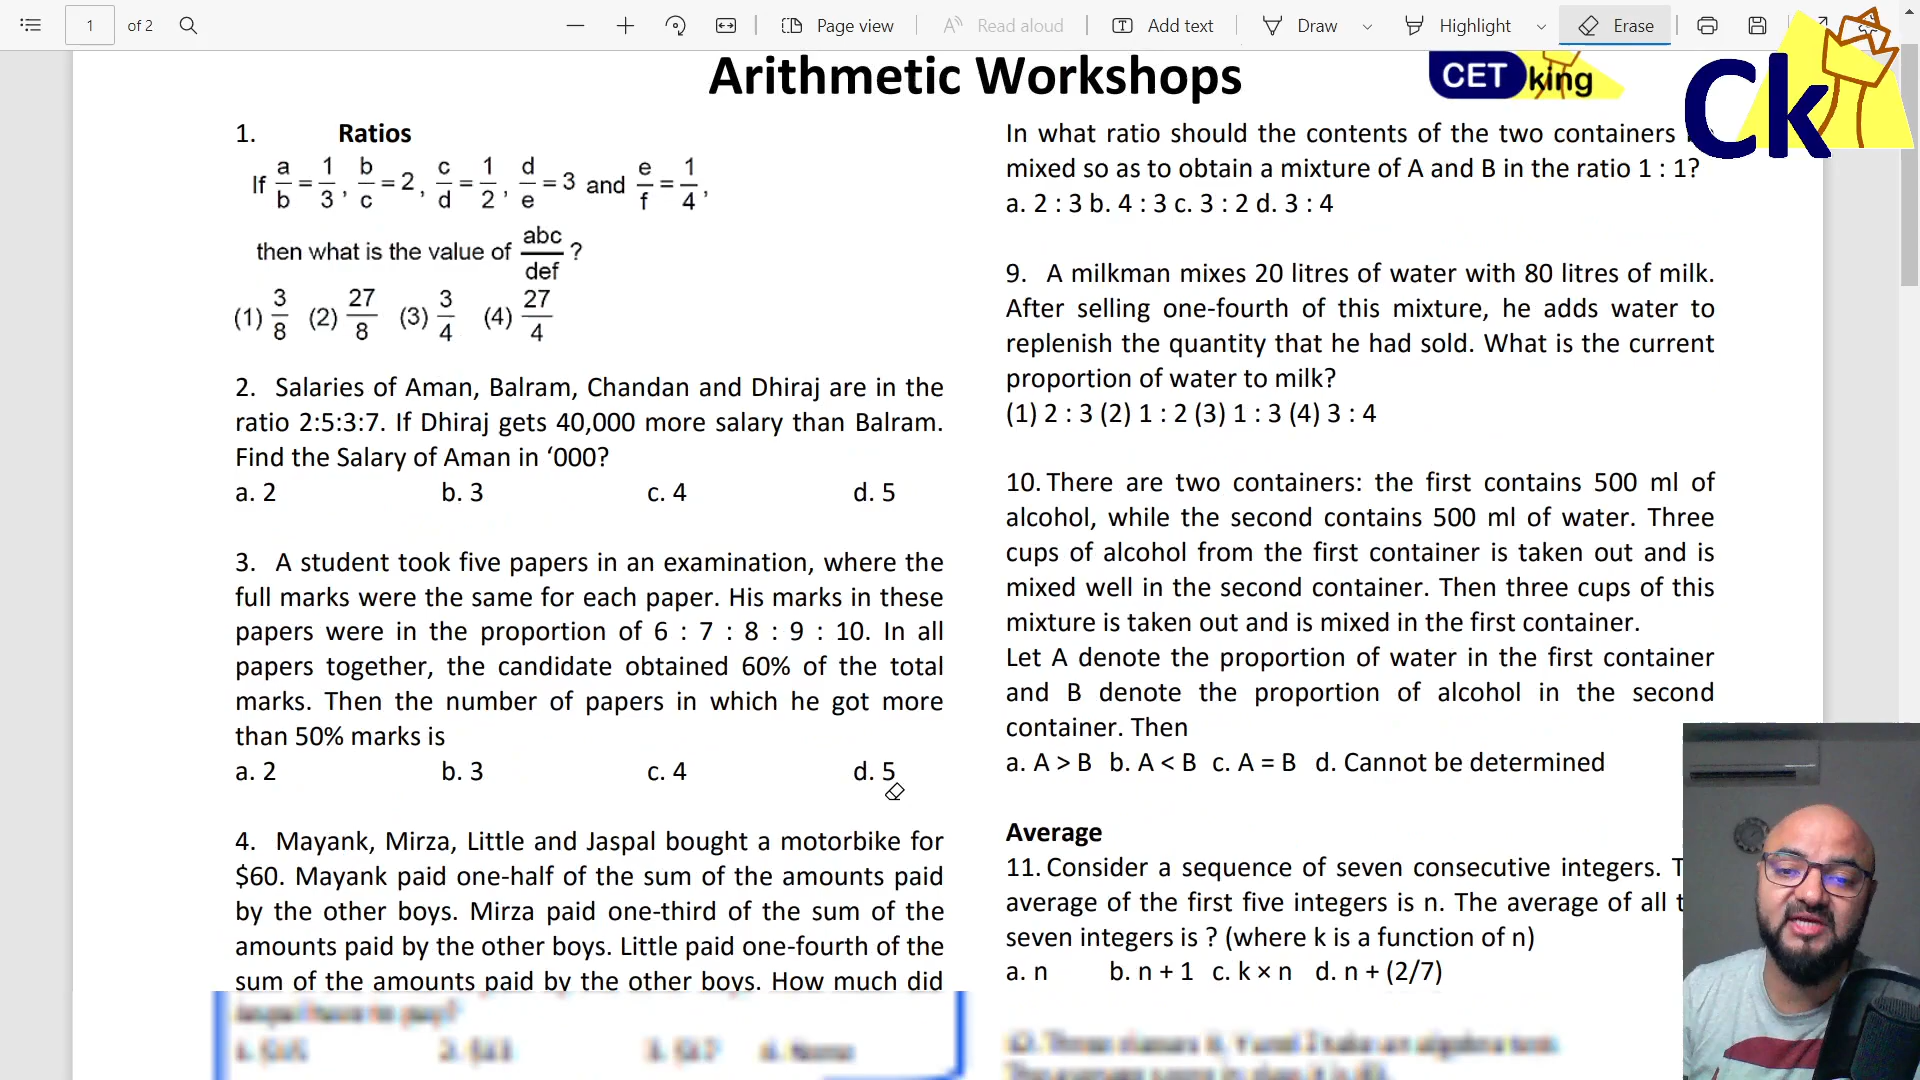 1
of 2
Page view
Read aloud
Add text
Draw
Highlight
Erase
Arithmetic Workshops
CET king
Ck
1. Ratios
If a/b = 1/3, b/c = 2, c/d = 1/2, d/e = 3 and e/f = 1/4,
then what is the value of abc/def ?
(1) 3/8 (2) 27/8 (3) 3/4 (4) 27/4
2. Salaries of Aman, Balram, Chandan and Dhiraj are in the
ratio 2:5:3:7. If Dhiraj gets 40,000 more salary than Balram.
Find the Salary of Aman in ‘000?
a. 2 b. 3 c. 4 d. 5
3. A student took five papers in an examination, where the
full marks were the same for each paper. His marks in these
papers were in the proportion of 6 : 7 : 8 : 9 : 10. In all
papers together, the candidate obtained 60% of the total
marks. Then the number of papers in which he got more
than 50% marks is
a. 2 b. 3 c. 4 d. 5
4. Mayank, Mirza, Little and Jaspal bought a motorbike for
$60. Mayank paid one-half of the sum of the amounts paid
by the other boys. Mirza paid one-third of the sum of the
amounts paid by the other boys. Little paid one-fourth of the
sum of the amounts paid by the other boys. How much did
In what ratio should the contents of the two containers
mixed so as to obtain a mixture of A and B in the ratio 1 : 1?
a. 2 : 3 b. 4 : 3 c. 3 : 2 d. 3 : 4
9. A milkman mixes 20 litres of water with 80 litres of milk.
After selling one-fourth of this mixture, he adds water to
replenish the quantity that he had sold. What is the current
proportion of water to milk?
(1) 2 : 3 (2) 1 : 2 (3) 1 : 3 (4) 3 : 4
10. There are two containers: the first contains 500 ml of
alcohol, while the second contains 500 ml of water. Three
cups of alcohol from the first container is taken out and is
mixed well in the second container. Then three cups of this
mixture is taken out and is mixed in the first container.
Let A denote the proportion of water in the first container
and B denote the proportion of alcohol in the second
container. Then
a. A > B b. A < B c. A = B d. Cannot be determined
Average
11. Consider a sequence of seven consecutive integers. T
average of the first five integers is n. The average of all t
seven integers is ? (where k is a function of n)
a. n b. n + 1 c. k × n d. n + (2/7)